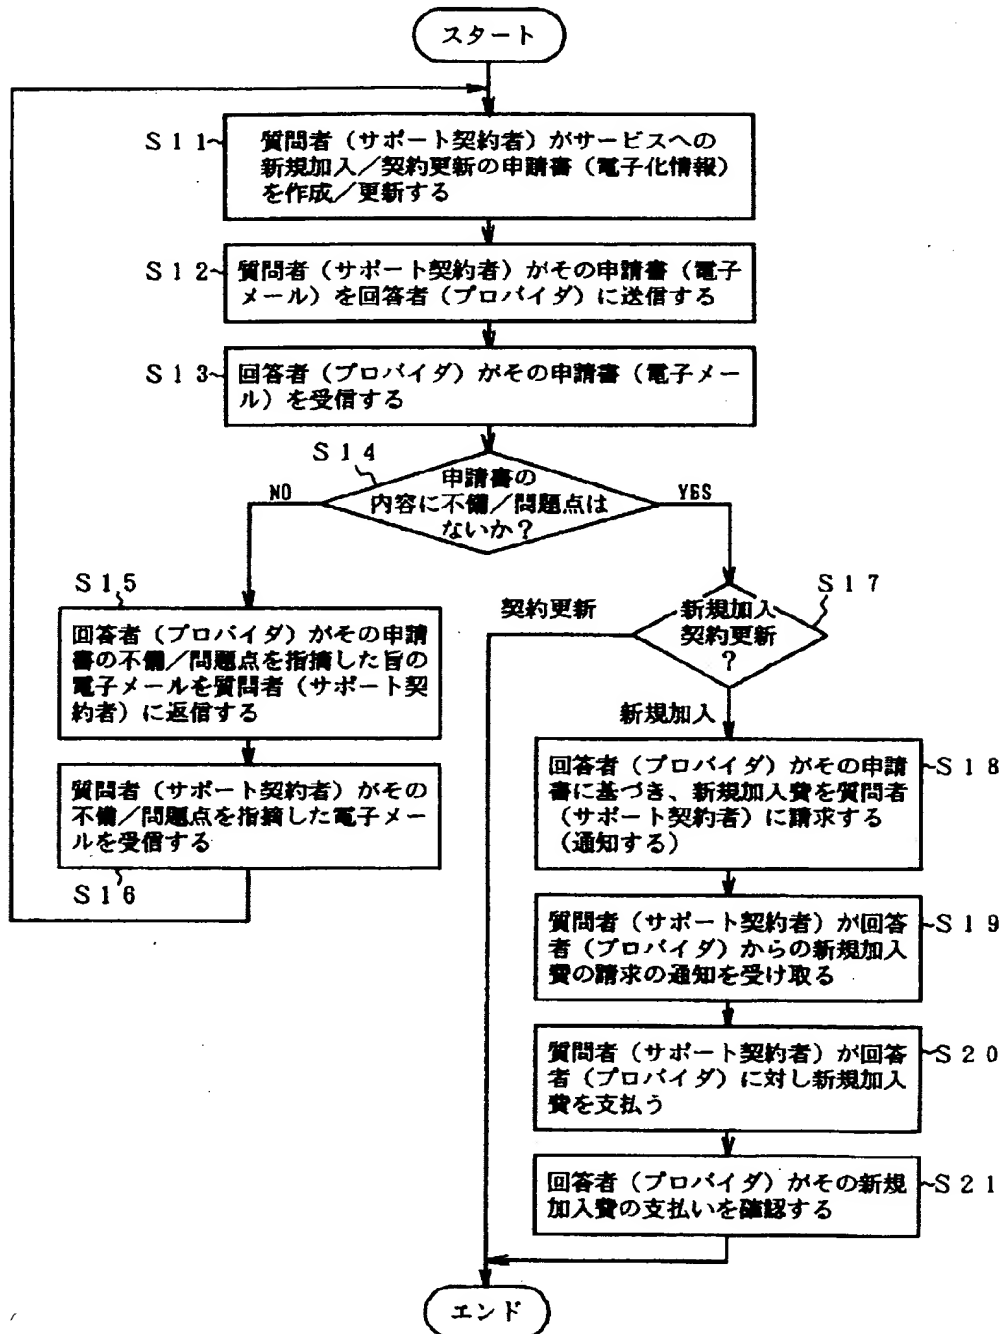 スタート
S11
質問者（サポート契約者）がサービスへの
新規加入／契約更新の申請書（電子化情報）
を作成／更新する
S12
質問者（サポート契約者）がその申請書（電子
メール）を回答者（プロバイダ）に送信する
S13
回答者（プロバイダ）がその申請書（電子メー
ル）を受信する
S14
申請書の
内容に不備／問題点は
ないか？
NO
YES
S15
回答者（プロバイダ）がその申請
書の不備／問題点を指摘した旨の
電子メールを質問者（サポート契
約者）に返信する
質問者（サポート契約者）がその
不備／問題点を指摘した電子メー
ルを受信する
S16
S17
新規加入
契約更新
？
契約更新
新規加入
回答者（プロバイダ）がその申請
書に基づき、新規加入費を質問者
（サポート契約者）に請求する
（通知する）
S18
質問者（サポート契約者）が回答
者（プロバイダ）からの新規加入
費の請求の通知を受け取る
S19
質問者（サポート契約者）が回答
者（プロバイダ）に対し新規加入
費を支払う
S20
回答者（プロバイダ）がその新規
加入費の支払いを確認する
S21
エンド